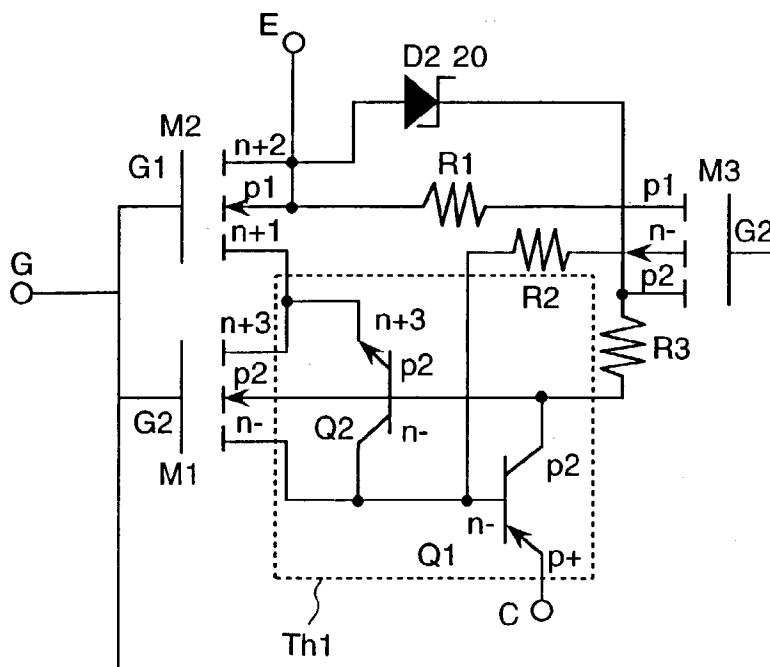 E
D2 20
M2
n+2
G1
p1
R1
p1
M3
n+1
n-
G2
G
R2
p2
n+3
n+3
R3
p2
p2
G2
Q2
n-
n-
M1
p2
n-
Q1
p+
C
Th1